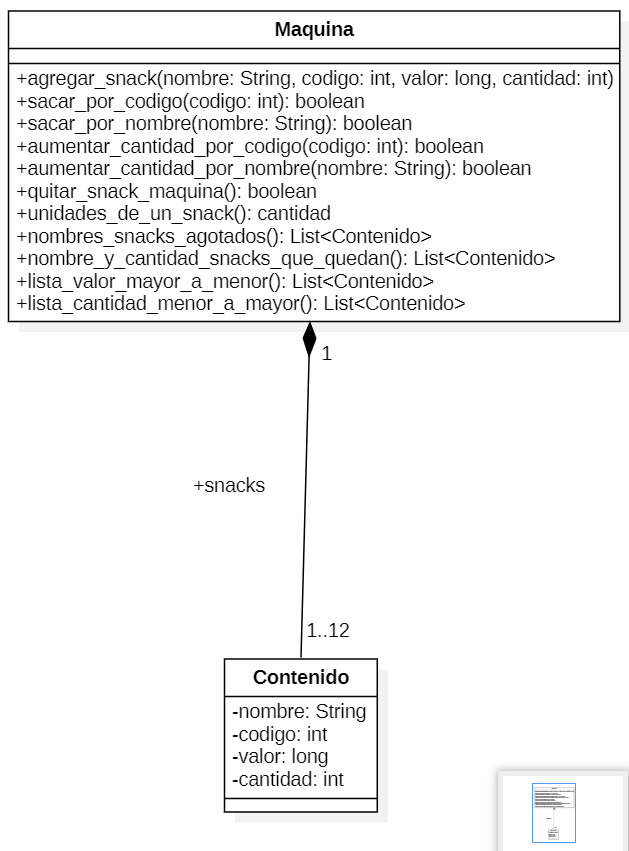 Maquina
+agregar_snack(nombre: String, codigo: int, valor: long, cantidad: int)
+sacar_por_codigo(codigo: int): boolean
+sacar_por_nombre(nombre: String): boolean
+aumentar_cantidad_por_codigo(codigo: int): boolean
+aumentar_cantidad_por_nombre(nombre: String): boolean
+quitar_snack_maquina(): boolean
+unidades_de_un_snack(): cantidad
+nombres_snacks_agotados(): List<Contenido>
+nombre_y_cantidad_snacks_que_quedan(): List<Contenido>
+lista_valor_mayor_a_menor(): List<Contenido>
+lista_cantidad_menor_a_mayor(): List<Contenido>
1
+snacks
1..12
Contenido
-nombre: String
-codigo: int
-valor: long
-cantidad: int